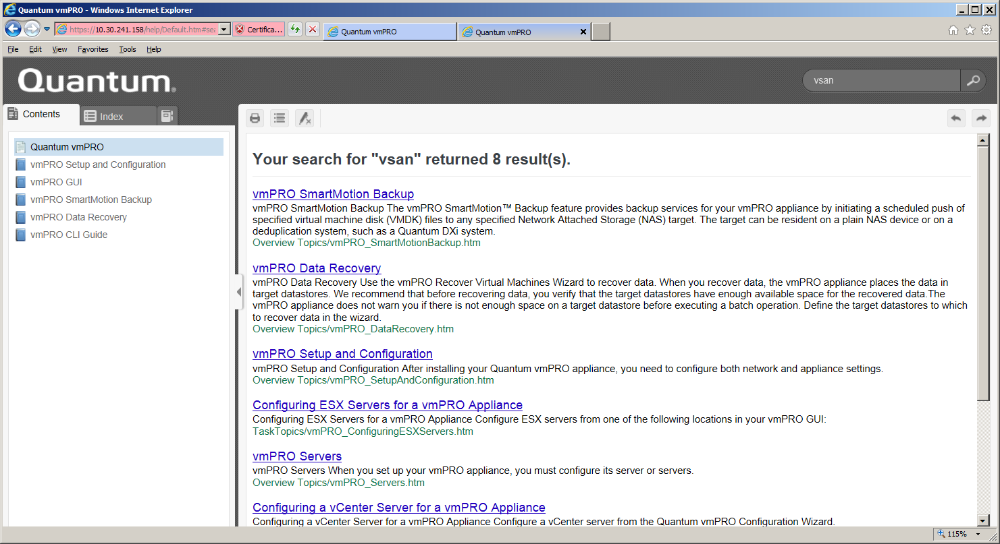 Quantum vmPRO - Windows Internet Explorer
https://10.30.241.158/help/Default.htm#sea
Certifica...
Quantum vmPRO
Quantum vmPRO
File Edit View Favorites Tools Help
Quantum®
vsan
Contents
Index
Quantum vmPRO
vmPRO Setup and Configuration
vmPRO GUI
vmPRO SmartMotion Backup
vmPRO Data Recovery
vmPRO CLI Guide
Your search for "vsan" returned 8 result(s).
vmPRO SmartMotion Backup
vmPRO SmartMotion Backup The vmPRO SmartMotion™ Backup feature provides backup services for your vmPRO appliance by initiating a scheduled push of
specified virtual machine disk (VMDK) files to any specified Network Attached Storage (NAS) target. The target can be resident on a plain NAS device or on a
deduplication system, such as a Quantum DXi system.
Overview Topics/vmPRO_SmartMotionBackup.htm
vmPRO Data Recovery
vmPRO Data Recovery Use the vmPRO Recover Virtual Machines Wizard to recover data. When you recover data, the vmPRO appliance places the data in
target datastores. We recommend that before recovering data, you verify that the target datastores have enough available space for the recovered data.The
vmPRO appliance does not warn you if there is not enough space on a target datastore before executing a batch operation. Define the target datastores to which
to recover data in the wizard.
Overview Topics/vmPRO_DataRecovery.htm
vmPRO Setup and Configuration
vmPRO Setup and Configuration After installing your Quantum vmPRO appliance, you need to configure both network and appliance settings.
Overview Topics/vmPRO_SetupAndConfiguration.htm
Configuring ESX Servers for a vmPRO Appliance
Configuring ESX Servers for a vmPRO Appliance Configure ESX servers from one of the following locations in your vmPRO GUI:
TaskTopics/vmPRO_ConfiguringESXServers.htm
vmPRO Servers
vmPRO Servers When you set up your vmPRO appliance, you must configure its server or servers.
Overview Topics/vmPRO_Servers.htm
Configuring a vCenter Server for a vmPRO Appliance
Configuring a vCenter Server for a vmPRO Appliance Configure a vCenter server from the Quantum vmPRO Configuration Wizard.
115%